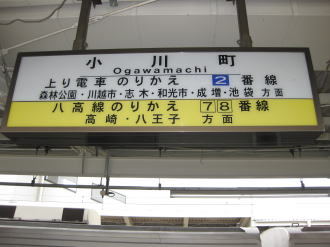 小川町
Ogawamachi
上り電車のりかえ 2 番線
森林公園・川越市・志木・和光市・成増・池袋 方面
八高線のりかえ 7 8 番線
高崎・八王子 方面